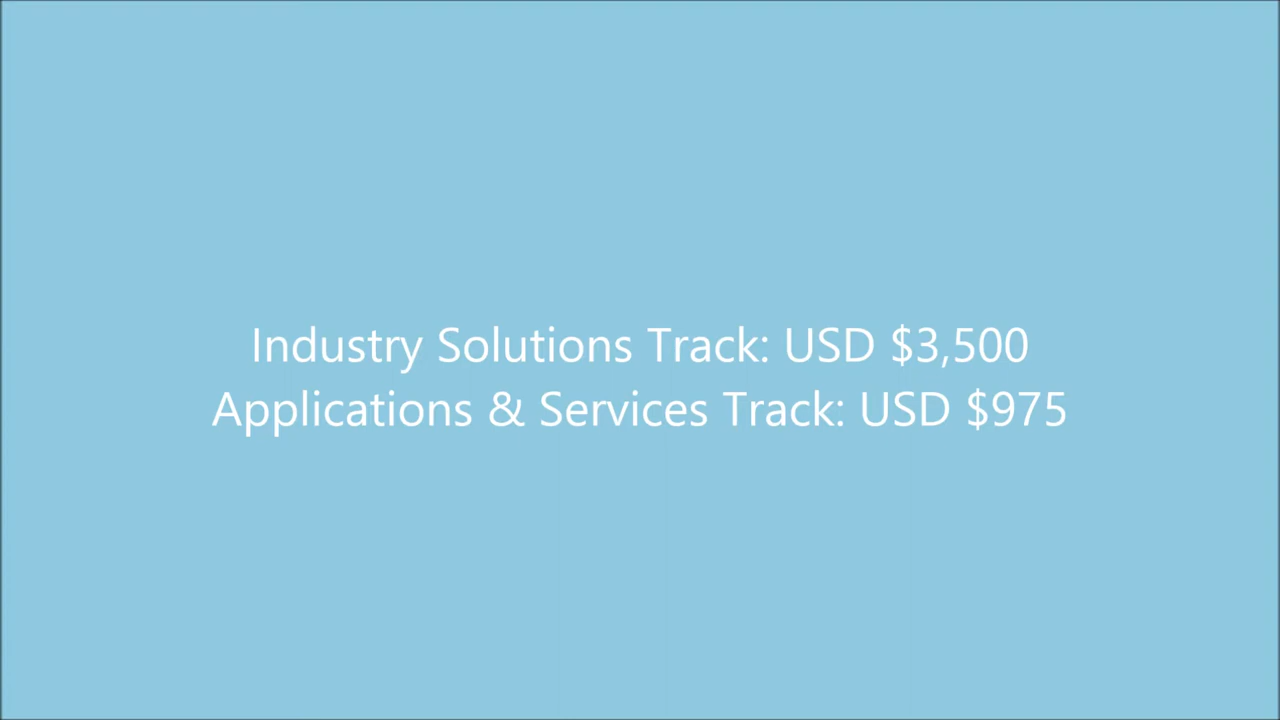 Industry Solutions Track: USD $3,500
Applications & Services Track: USD $975